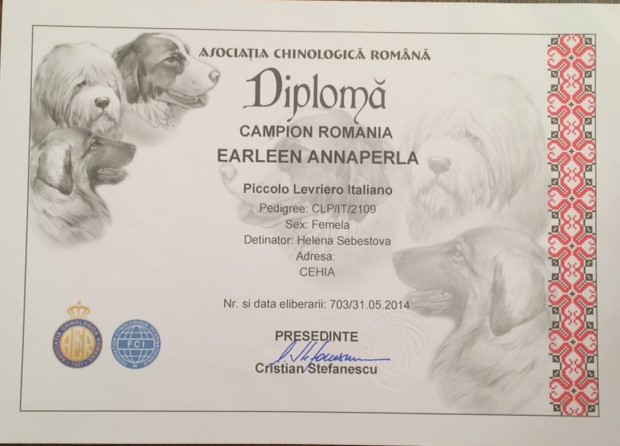 ASOCIAȚIA CHINOLOGICĂ ROMÂNĂ
Diplomă
CAMPION ROMANIA
EARLEEN ANNAPERLA
Piccolo Levriero Italiano
Pedigree: CLP/IT/2109
Sex: Femela
Detinator: Helena Sebestova
Adresa:
CEHIA
Nr. si data eliberarii: 703/31.05.2014
PRESEDINTE
Cristian Stefanescu
FCI